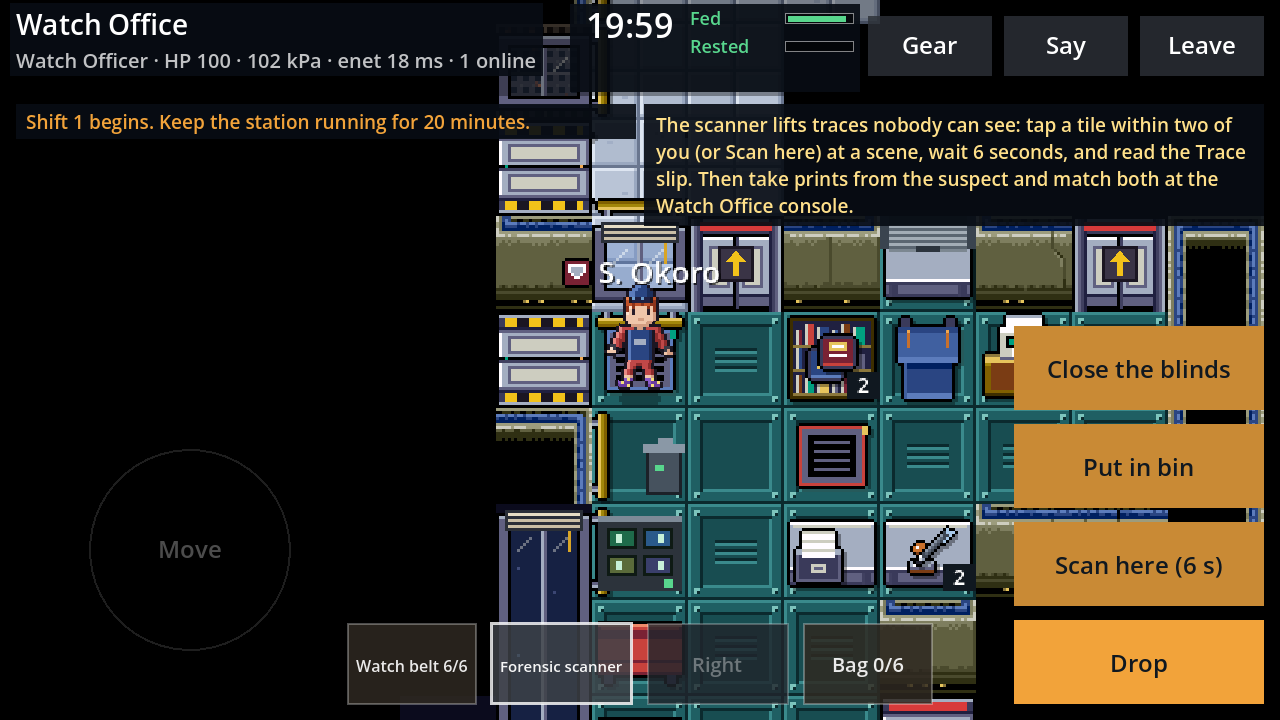 Watch Office
Watch Officer · HP 100 · 102 kPa · enet 18 ms · 1 online
19:59
Fed
Rested
Gear
Say
Leave
Shift 1 begins. Keep the station running for 20 minutes.
The scanner lifts traces nobody can see: tap a tile within two of
you (or Scan here) at a scene, wait 6 seconds, and read the Trace
slip. Then take prints from the suspect and match both at the
Watch Office console.
S. Okoro
2
Close the blinds
Put in bin
Move
2
Scan here (6 s)
Watch belt 6/6
Forensic scanner
Right
Bag 0/6
Drop